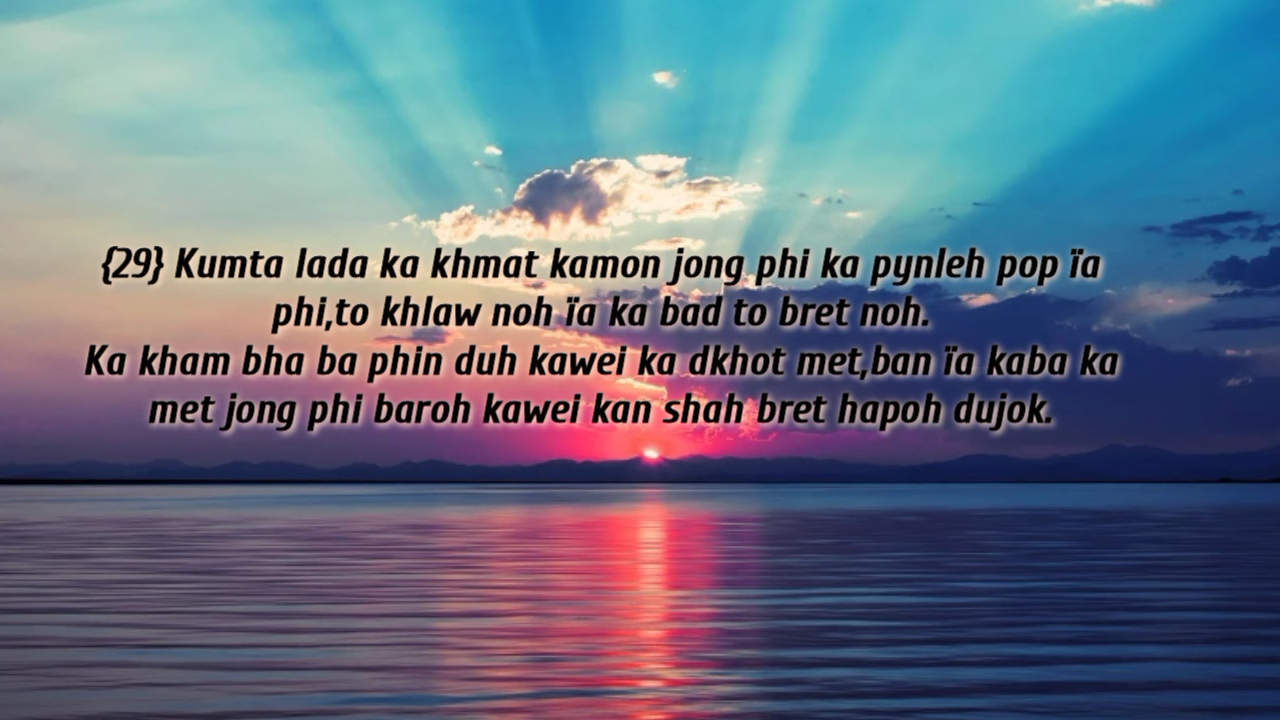 {29} Kumta lada ka khmat kamon jong phi ka pynleh pop ïa
phi,to khlaw noh ïa ka bad to bret noh.
Ka kham bha ba phin duh kawei ka dkhot met,ban ïa kaba ka
met jong phi baroh kawei kan shah bret hapoh dujok.